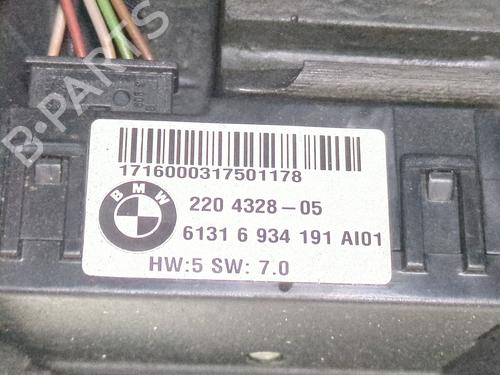 B-PARTS
1716000317501178
BMW
220 4328-05
6131 6 934 191 AI01
HW:5 SW: 7.0